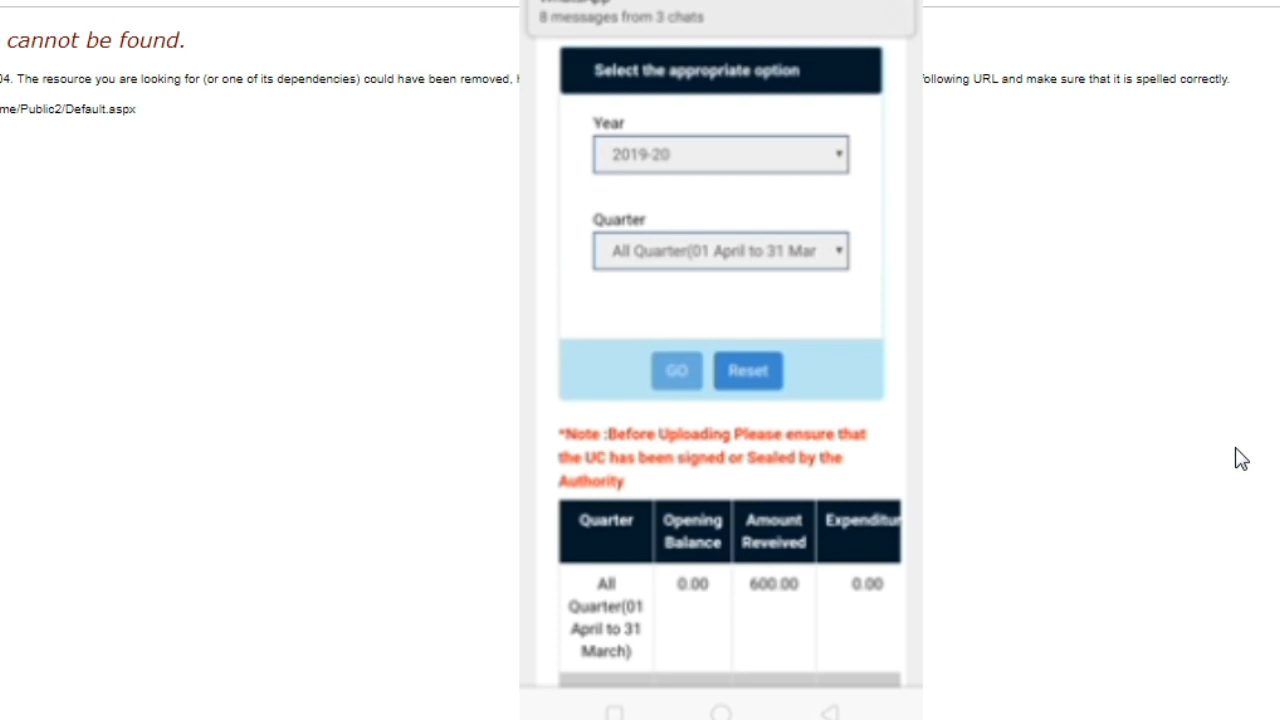 WhatsApp
8 messages from 3 chats
cannot be found.
04. The resource you are looking for (or one of its dependencies) could have been removed,
following URL and make sure that it is spelled correctly.
me/Public2/Default.aspx
Select the appropriate option
Year
2019-20
Quarter
All Quarter(01 April to 31 Mar
GO Reset
*Note :Before Uploading Please ensure that
the UC has been signed or Sealed by the
Authority
Quarter Opening Balance Amount Reveived Expenditur
All 0.00 600.00 0.00
Quarter(01
April to 31
March)